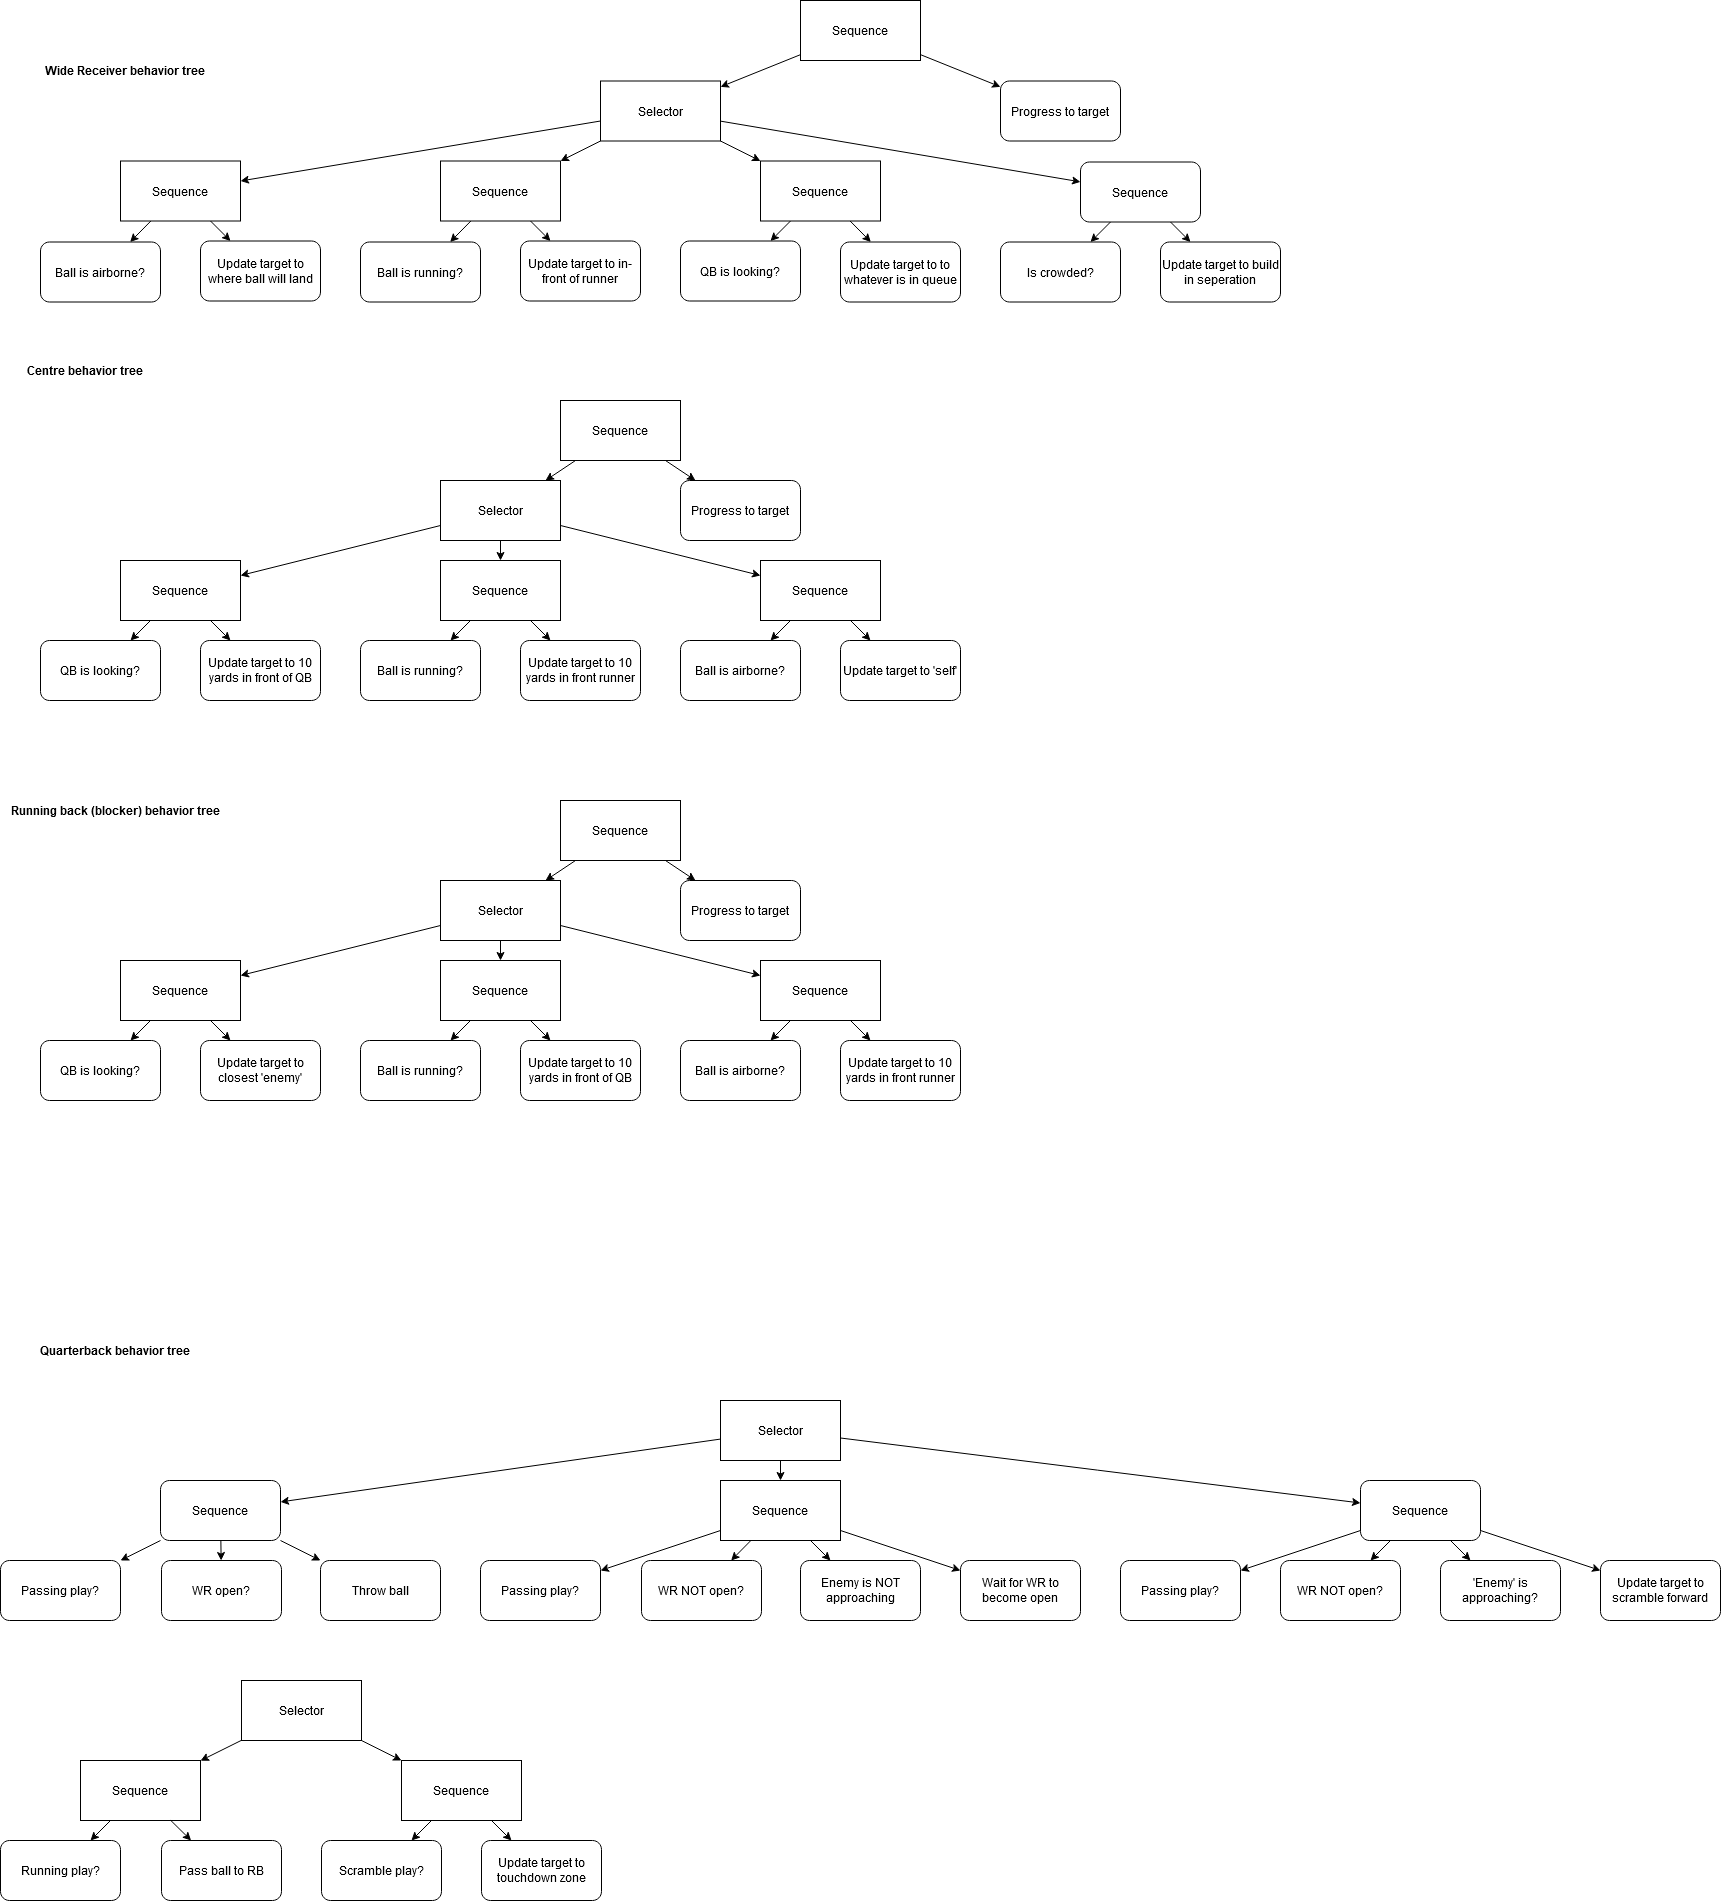 Sequence
Wide Receiver behavior tree
Selector
Progress to target
Sequence
Sequence
Sequence
Sequence
Ball is airborne?
Update target to
where ball will land
Ball is running?
Update target to in-
front of runner
QB is looking?
Update target to to
whatever is in queue
Is crowded?
Update target to build
in seperation
Centre behavior tree
Sequence
Selector
Progress to target
Sequence
Sequence
Sequence
QB is looking?
Update target to 10
yards in front of QB
Ball is running?
Update target to 10
yards in front runner
Ball is airborne?
Update target to 'self'
Running back (blocker) behavior tree
Sequence
Selector
Progress to target
Sequence
Sequence
Sequence
QB is looking?
Update target to
closest 'enemy'
Ball is running?
Update target to 10
yards in front of QB
Ball is airborne?
Update target to 10
yards in front runner
Quarterback behavior tree
Selector
Sequence
Sequence
Sequence
Passing play?
WR open?
Throw ball
Passing play?
WR NOT open?
Enemy is NOT
approaching
Wait for WR to
become open
Passing play?
WR NOT open?
'Enemy' is
approaching?
Update target to
scramble forward
Selector
Sequence
Sequence
Running play?
Pass ball to RB
Scramble play?
Update target to
touchdown zone